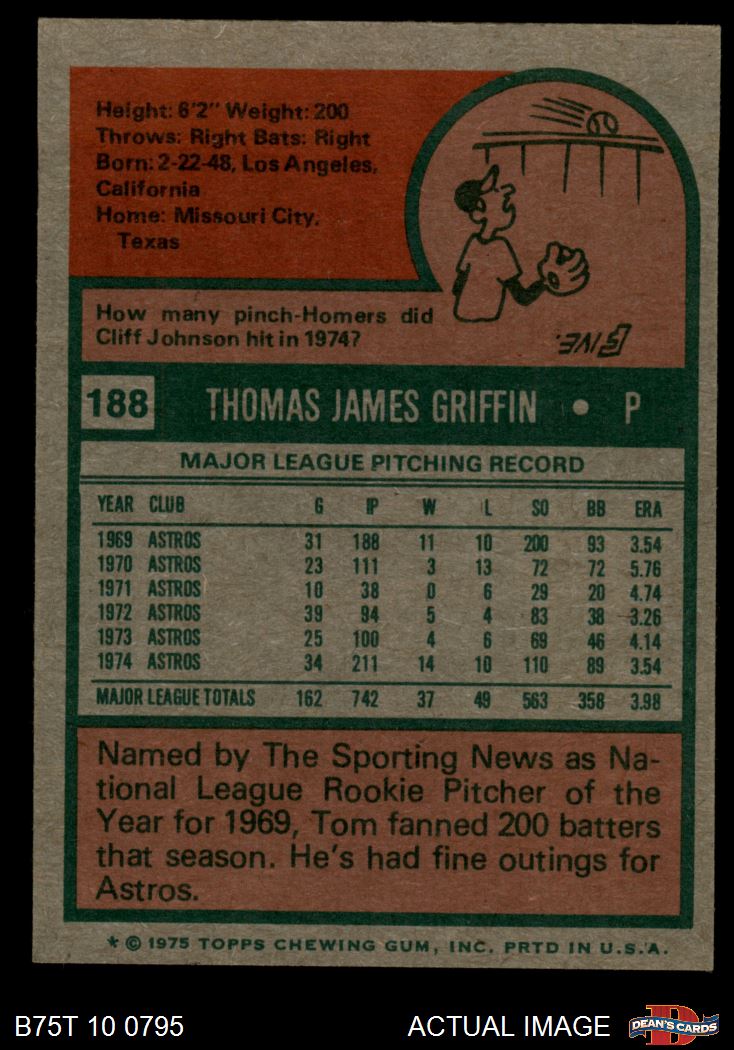 Height: 6'2" Weight: 200
Throws: Right Bats: Right
Born: 2-22-48, Los Angeles,
California
Home: Missouri City,
Texas
How many pinch-Homers did
Cliff Johnson hit in 1974?
FIVE.
188 THOMAS JAMES GRIFFIN • P
MAJOR LEAGUE PITCHING RECORD
YEAR CLUB G IP W L SO BB ERA
1969 ASTROS 31 188 11 10 200 93 3.54
1970 ASTROS 23 111 3 13 72 72 5.76
1971 ASTROS 10 38 0 6 29 20 4.74
1972 ASTROS 39 94 5 4 83 38 3.26
1973 ASTROS 25 100 4 6 69 46 4.14
1974 ASTROS 34 211 14 10 110 89 3.54
MAJOR LEAGUE TOTALS 162 742 37 49 563 358 3.98
Named by The Sporting News as Na-
tional League Rookie Pitcher of the
Year for 1969, Tom fanned 200 batters
that season. He's had fine outings for
Astros.
* © 1975 TOPPS CHEWING GUM, INC. PRTD IN U.S.A.
B75T 10 0795 ACTUAL IMAGE DEAN'S CARDS